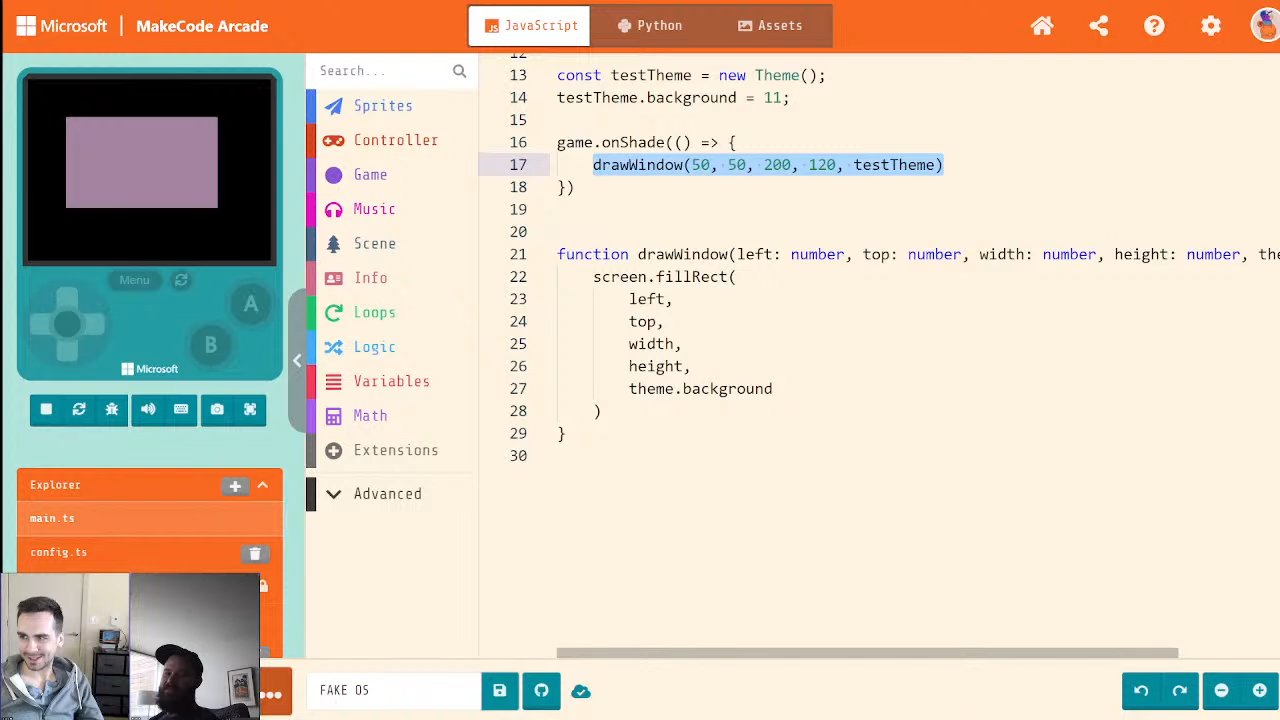 Microsoft
MakeCode Arcade
JS JavaScript
Python
Assets
Menu
A
B
Microsoft
Explorer
main.ts
config.ts
Search...
Sprites
Controller
Game
Music
Scene
Info
Loops
Logic
Variables
Math
Extensions
Advanced
12
13 const testTheme = new Theme();
14 testTheme.background = 11;
15
16 game.onShade(() => {
17 drawWindow(50, 50, 200, 120, testTheme)
18 })
19
20
21 function drawWindow(left: number, top: number, width: number, height: number, the
22 screen.fillRect(
23 left,
24 top,
25 width,
26 height,
27 theme.background
28 )
29 }
30
FAKE OS